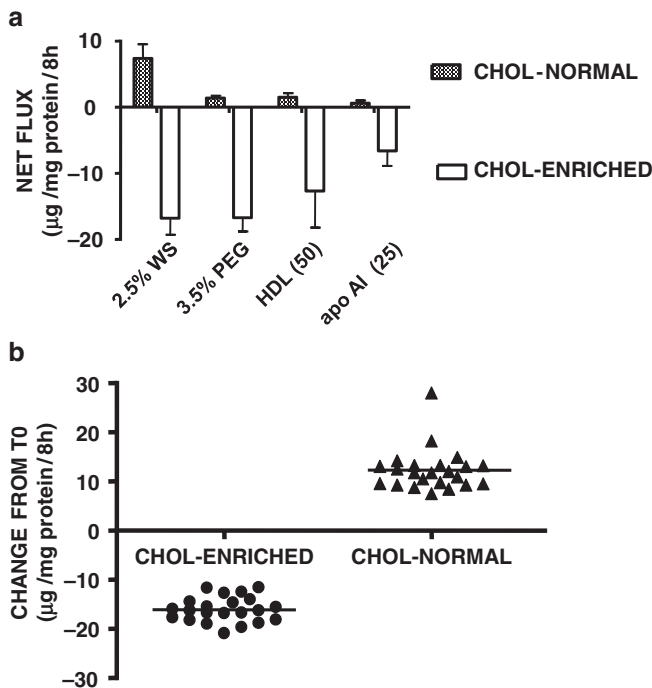 a
10
0
–10
–20
NET FLUX
(µg /mg protein/8h)
2.5% WS
3.5% PEG
HDL (50)
apo AI (25)
CHOL-NORMAL
CHOL-ENRICHED
b
30
20
10
0
–10
–20
–30
CHANGE FROM T0
(µg /mg protein/8h)
CHOL-ENRICHED
CHOL-NORMAL